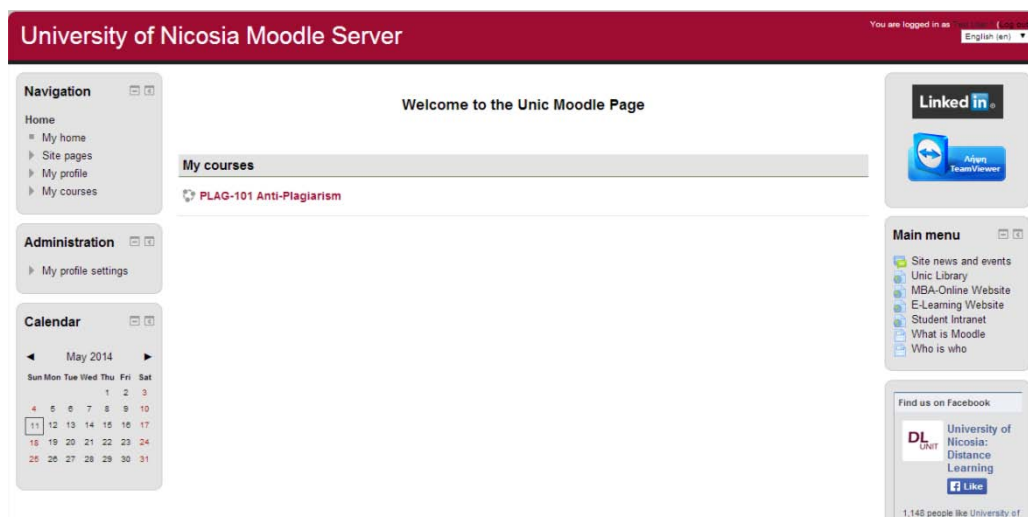 University of Nicosia Moodle Server
You are logged in as
English (en)
Navigation
Home
My home
Site pages
My profile
My courses
Administration
My profile settings
Calendar
May 2014
Sun Mon Tue Wed Thu Fri Sat
1 2 3
4 5 6 7 8 9 10
11 12 13 14 15 16 17
18 19 20 21 22 23 24
25 26 27 28 29 30 31
Welcome to the Unic Moodle Page
My courses
PLAG-101 Anti-Plagiarism
Linked in
Λήψη
TeamViewer
Main menu
Site news and events
Unic Library
MBA-Online Website
E-Learning Website
Student Intranet
What is Moodle
Who is who
Find us on Facebook
DL
UNIT
University of
Nicosia:
Distance
Learning
Like
1,148 people like University of